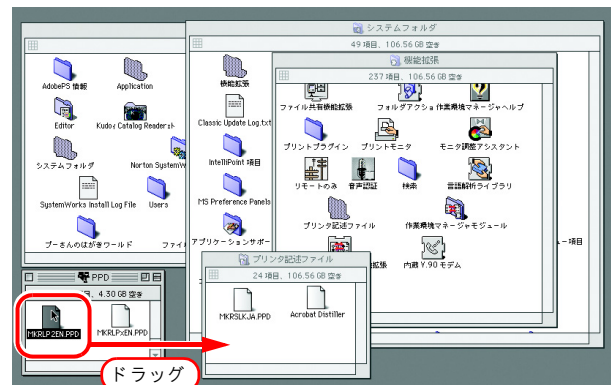 システムフォルダ
49 項目、106.56 GB 空き
機能拡張
237 項目、106.56 GB 空き
AdobePS 情報
Application
Editor
システムフォルダ
SystemWorks Install Log File
Users
プーさんのはがきワールド
機能拡張
Classic Update Log.txt
IntelliPoint 項目
MS Preference Panels
アプリケーションサポー
ファイル共有機能拡張
フォルダアクショ
作業環境マネージャヘルプ
プリントプラグイン
プリントモニタ
モニタ調整アシスタント
リモートのみ
音声認証
検索
言語解析ライブラリ
プリンタ記述ファイル
作業環境マネージャモジュール
拡張
内蔵 V.90 モデム
ー項目
PPD
、4.30 GB 空き
MKRLP2EN.PPD
MKRLPxEN.PPD
プリンタ記述ファイル
24 項目、106.56 GB 空き
MKRSLKJA.PPD
Acrobat Distiller
ドラッグ